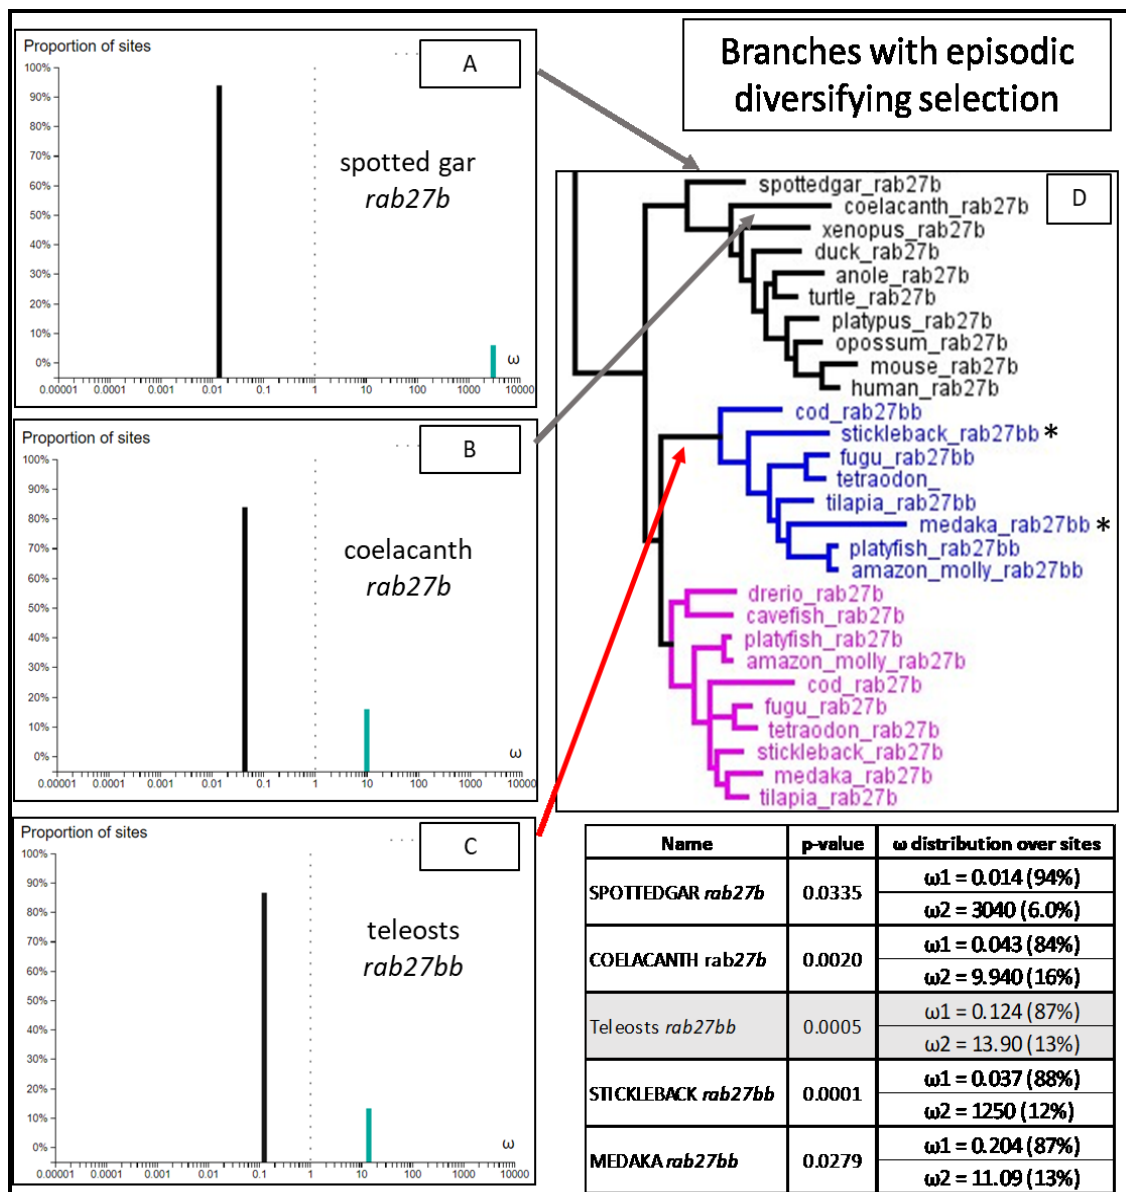 Proportion of sites
A
100%
90%
80%
70%
60%
50%
40%
30%
20%
10%
0%
spotted gar
rab27b
ω
0.00001 0.0001 0.001 0.01 0.1 1 10 100 1000 10000
Proportion of sites
B
100%
90%
80%
70%
60%
50%
40%
30%
20%
10%
0%
coelacanth
rab27b
ω
0.00001 0.0001 0.001 0.01 0.1 1 10 100 1000 10000
Proportion of sites
C
100%
90%
80%
70%
60%
50%
40%
30%
20%
10%
0%
teleosts
rab27bb
ω
0.00001 0.0001 0.001 0.01 0.1 1 10 100 1000 10000
Branches with episodic
diversifying selection
D
spottedgar_rab27b
coelacanth_rab27b
xenopus_rab27b
duck_rab27b
anole_rab27b
turtle_rab27b
platypus_rab27b
opossum_rab27b
mouse_rab27b
human_rab27b
cod_rab27bb
stickleback_rab27bb *
fugu_rab27bb
tetraodon_
tilapia_rab27bb
medaka_rab27bb *
platyfish_rab27bb
amazon_molly_rab27bb
drerio_rab27b
cavefish_rab27b
platyfish_rab27b
amazon_molly_rab27b
cod_rab27b
fugu_rab27b
tetraodon_rab27b
stickleback_rab27b
medaka_rab27b
tilapia_rab27b
Name p-value ω distribution over sites
SPOTTEDGAR rab27b 0.0335 ω1 = 0.014 (94%)
ω2 = 3040 (6.0%)
COELACANTH rab27b 0.0020 ω1 = 0.043 (84%)
ω2 = 9.940 (16%)
Teleosts rab27bb 0.0005 ω1 = 0.124 (87%)
ω2 = 13.90 (13%)
STICKLEBACK rab27bb 0.0001 ω1 = 0.037 (88%)
ω2 = 1250 (12%)
MEDAKA rab27bb 0.0279 ω1 = 0.204 (87%)
ω2 = 11.09 (13%)